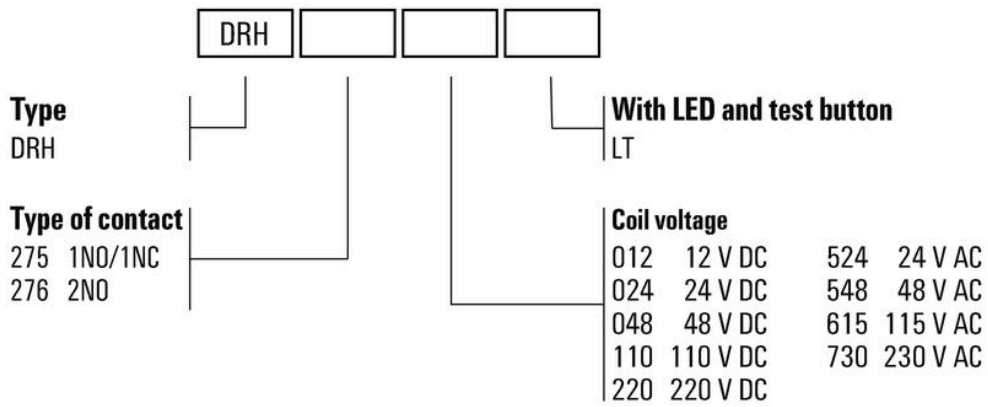 DRH
Type
DRH
With LED and test button
LT
Type of contact
275 1NO/1NC
276 2NO
Coil voltage
012 12 V DC 524 24 V AC
024 24 V DC 548 48 V AC
048 48 V DC 615 115 V AC
110 110 V DC 730 230 V AC
220 220 V DC